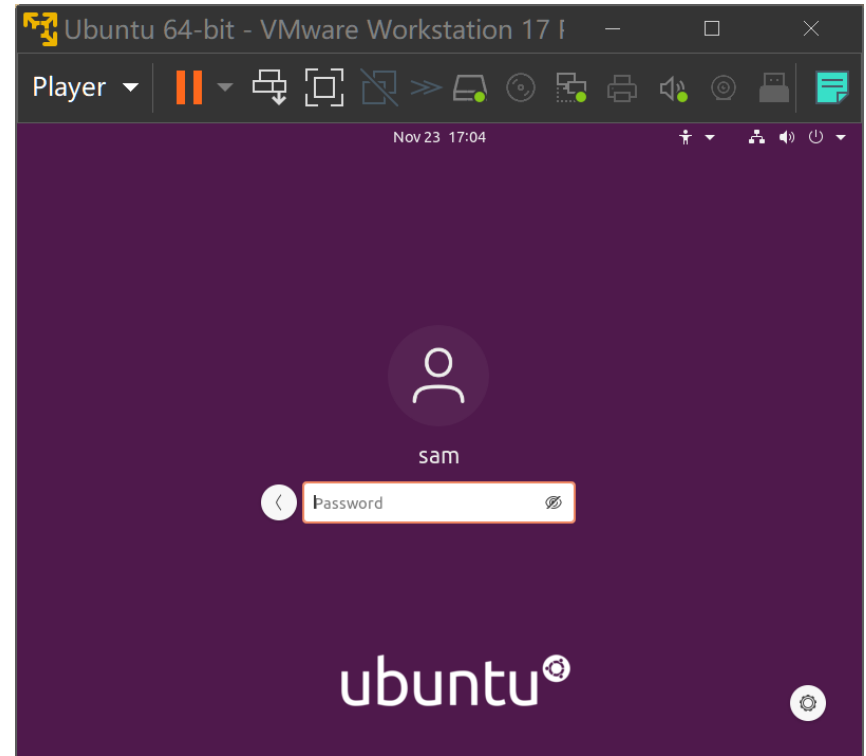 Ubuntu 64-bit - VMware Workstation 17 P
Player
Nov 23 17:04
sam
Password
ubuntu